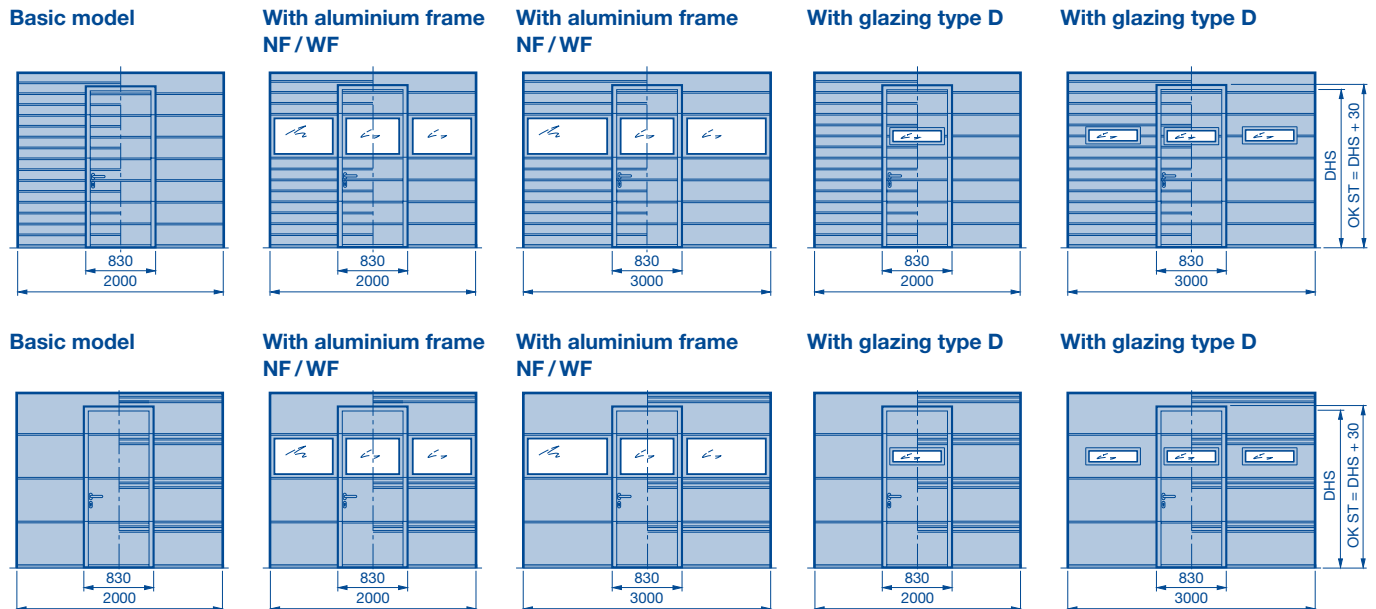 Basic model
With aluminium frame
NF / WF
With aluminium frame
NF / WF
With glazing type D
With glazing type D
830
2000
830
2000
830
3000
830
2000
830
3000
DHS
OK ST = DHS + 30
Basic model
With aluminium frame
NF / WF
With aluminium frame
NF / WF
With glazing type D
With glazing type D
830
2000
830
2000
830
3000
830
2000
830
3000
DHS
OK ST = DHS + 30